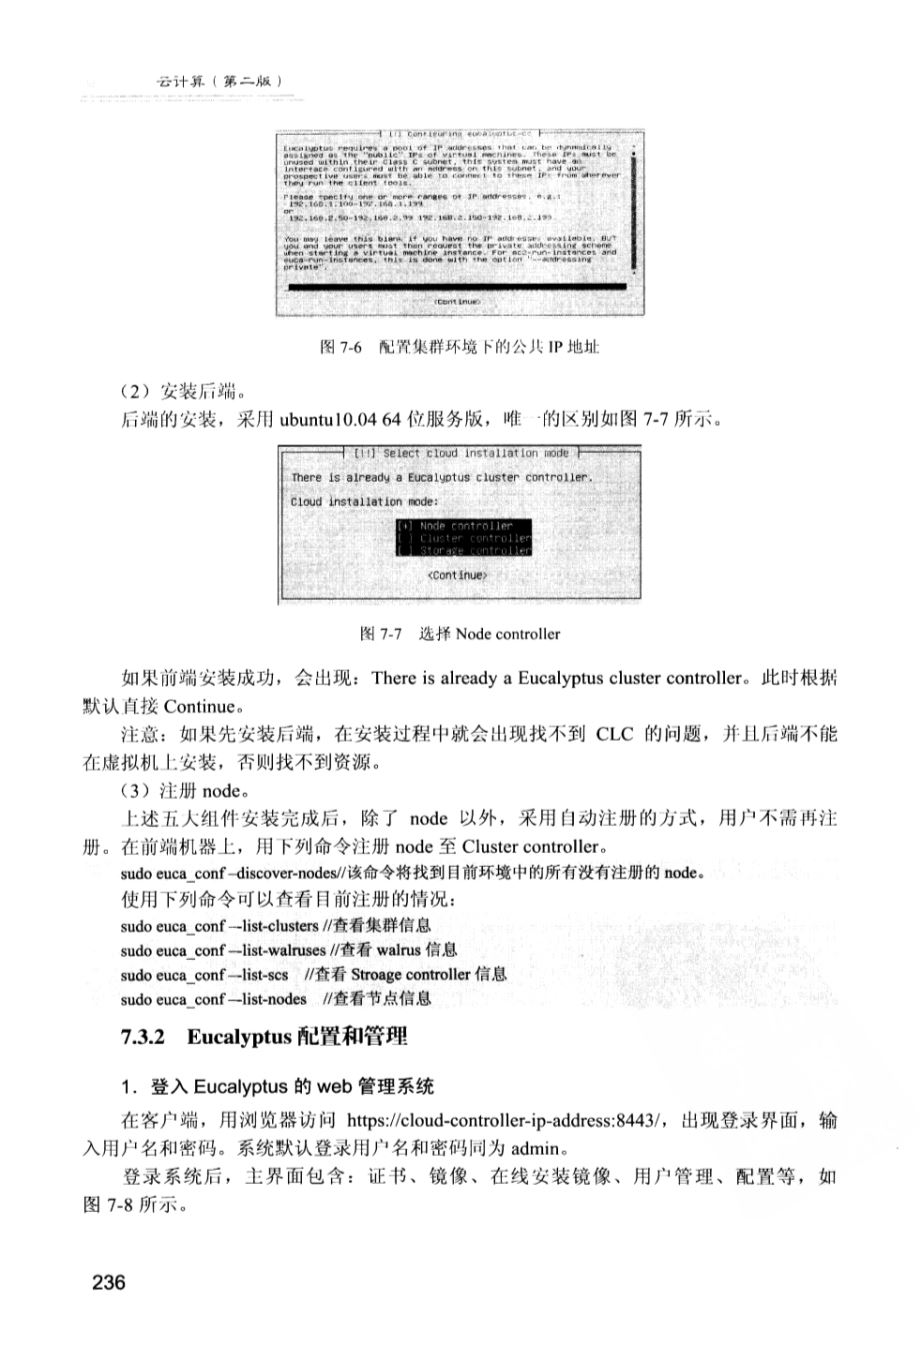 云计算（第二版）
[!] Configuring eucalyptus-cc
Eucalyptus requires a pool of IP addresses that can be dynamically
assigned as the "public" IPs of virtual machines. These IPs must be
unused within their Class C subnet, this system must have an
interface configured with an address on this subnet, and your
prospective users must be able to connect to these IPs from wherever
they run the client tools.
Please specify one or more ranges of IP addresses, e.g.:
192.168.1.100-192.168.1.199
or
192.168.2.50-192.168.2.99 192.168.2.150-192.168.2.199
You may leave this blank if you have no IP addresses available, BUT
you and your users must then request the private addressing scheme
when starting a virtual machine instance. For ec2-run-instances and
euca-run-instances, this is done with the option "--addressing
private".
<Continue>
图 7-6 配置集群环境下的公共 IP 地址
（2）安装后端。
后端的安装，采用 ubuntu10.04 64 位服务版，唯一的区别如图 7-7 所示。
[!!] Select cloud installation mode
There is already a Eucalyptus cluster controller.
Cloud installation mode:
[*] Node controller
[ ] Cluster controller
[ ] Storage controller
<Continue>
图 7-7 选择 Node controller
如果前端安装成功，会出现：There is already a Eucalyptus cluster controller。此时根据
默认直接 Continue。
注意：如果先安装后端，在安装过程中就会出现找不到 CLC 的问题，并且后端不能
在虚拟机上安装，否则找不到资源。
（3）注册 node。
上述五大组件安装完成后，除了 node 以外，采用自动注册的方式，用户不需再注
册。在前端机器上，用下列命令注册 node 至 Cluster controller。
sudo euca_conf –discover-nodes//该命令将找到目前环境中的所有没有注册的 node。
使用下列命令可以查看目前注册的情况：
sudo euca_conf —list-clusters //查看集群信息
sudo euca_conf —list-walruses //查看 walrus 信息
sudo euca_conf —list-scs //查看 Stroage controller 信息
sudo euca_conf —list-nodes //查看节点信息
7.3.2 Eucalyptus 配置和管理
1．登入 Eucalyptus 的 web 管理系统
在客户端，用浏览器访问 https://cloud-controller-ip-address:8443/，出现登录界面，输
入用户名和密码。系统默认登录用户名和密码同为 admin。
登录系统后，主界面包含：证书、镜像、在线安装镜像、用户管理、配置等，如
图 7-8 所示。
236